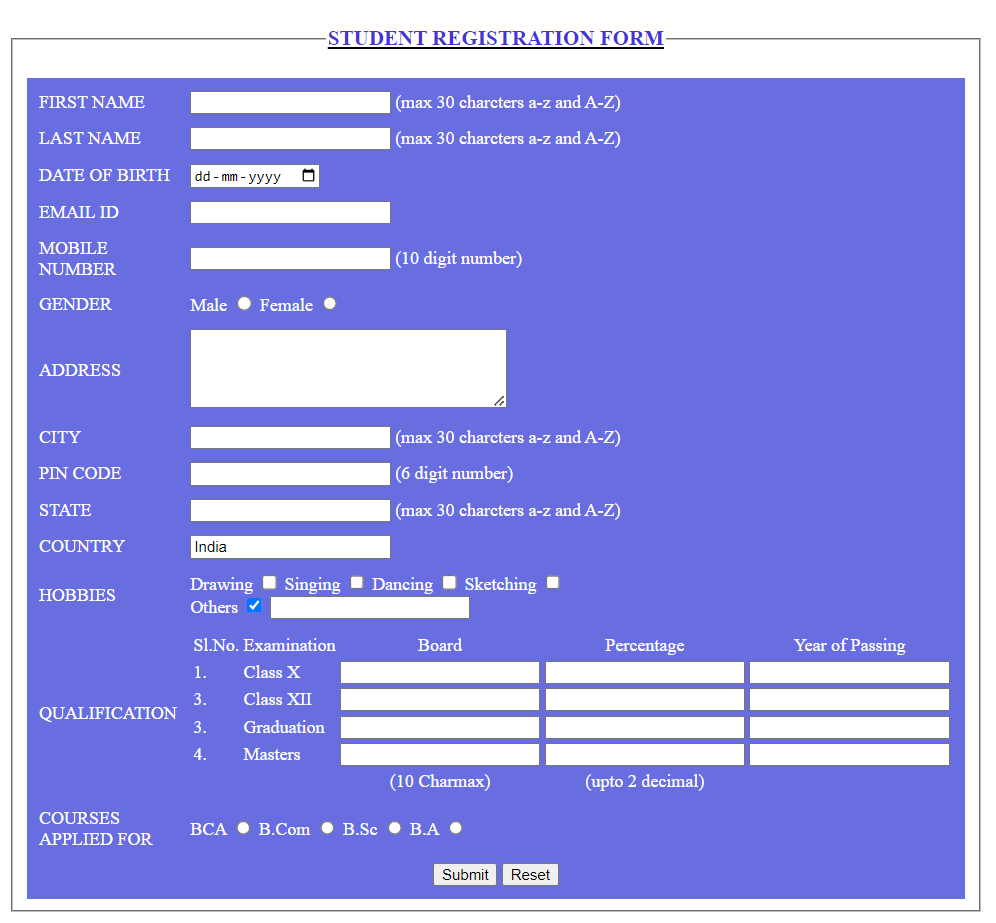 STUDENT REGISTRATION FORM
FIRST NAME (max 30 charcters a-z and A-Z)
LAST NAME (max 30 charcters a-z and A-Z)
DATE OF BIRTH dd-mm-yyyy
EMAIL ID
MOBILE
NUMBER (10 digit number)
GENDER Male Female
ADDRESS
CITY (max 30 charcters a-z and A-Z)
PIN CODE (6 digit number)
STATE (max 30 charcters a-z and A-Z)
COUNTRY India
HOBBIES Drawing Singing Dancing Sketching
Others
QUALIFICATION
Sl.No. Examination Board Percentage Year of Passing
1. Class X
3. Class XII
3. Graduation
4. Masters
(10 Charmax) (upto 2 decimal)
COURSES
APPLIED FOR BCA B.Com B.Sc B.A
Submit Reset